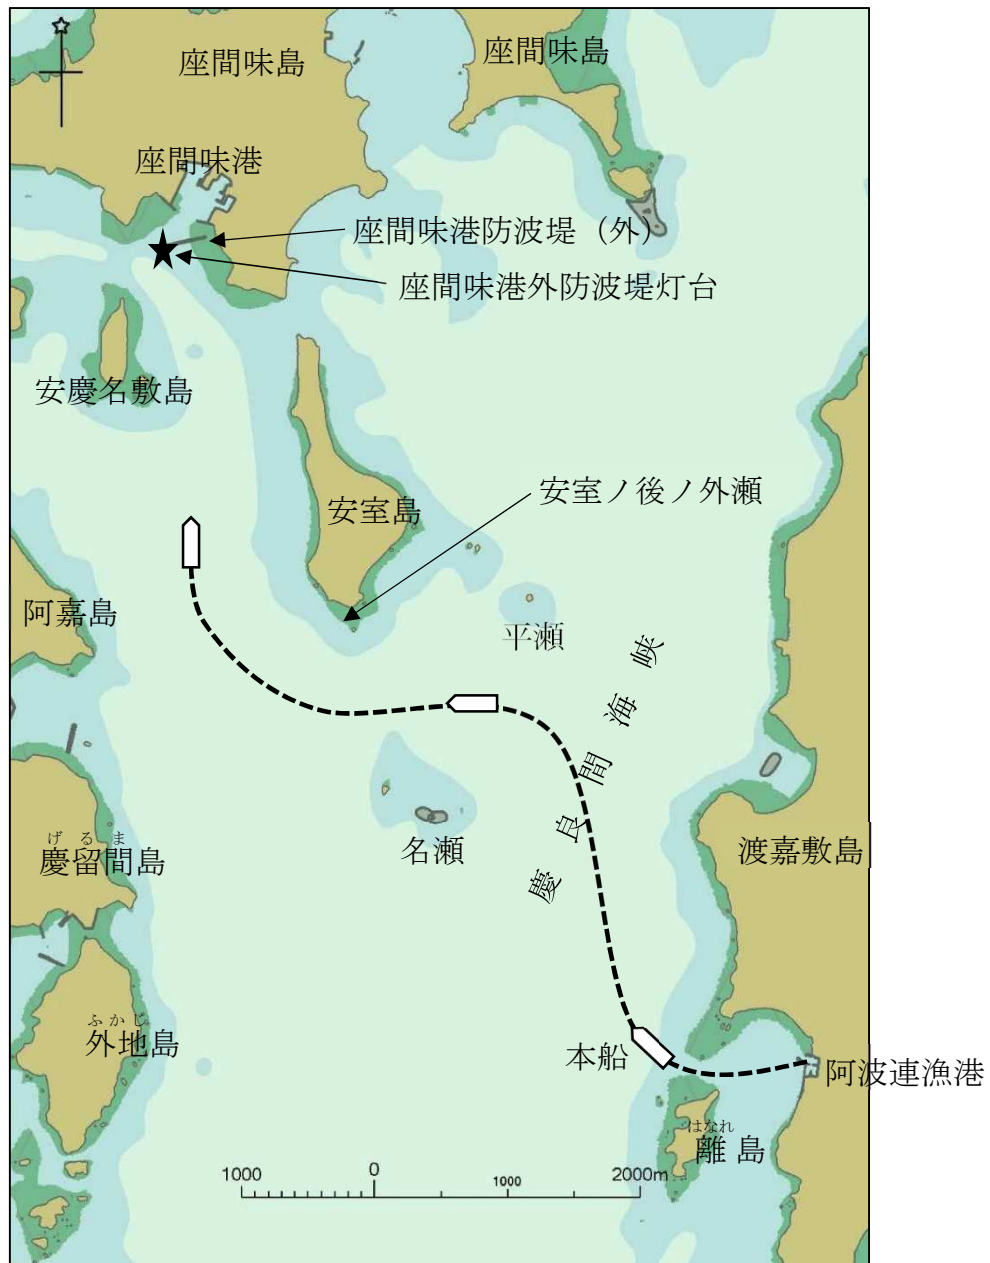 座間味島
座間味島
座間味港
座間味港防波堤（外）
座間味港外防波堤灯台
安慶名敷島
安室ノ後ノ外瀬
安室島
阿嘉島
平瀬
慶良間海峡
名瀬
げるま
慶留間島
渡嘉敷島
ふかじ
外地島
本船
阿波連漁港
はなれ
離島
1000 0 1000 2000m